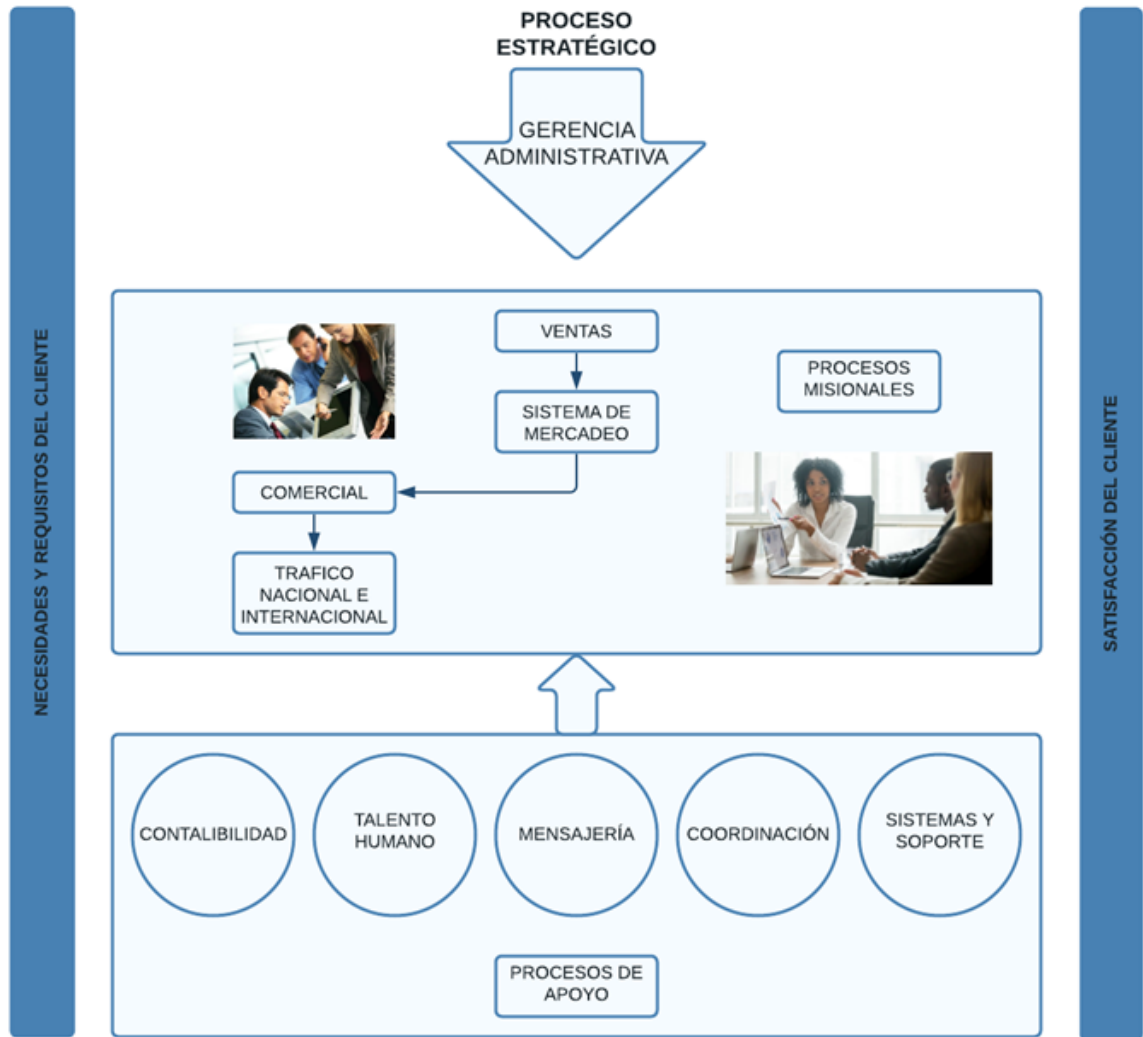 PROCESO
ESTRATÉGICO
GERENCIA
ADMINISTRATIVA
NECESIDADES Y REQUISITOS DEL CLIENTE
VENTAS
SISTEMA DE
MERCADEO
COMERCIAL
TRAFICO
NACIONAL E
INTERNACIONAL
PROCESOS
MISIONALES
SATISFACCIÓN DEL CLIENTE
CONTALIBILIDAD
TALENTO
HUMANO
MENSAJERÍA
COORDINACIÓN
SISTEMAS Y
SOPORTE
PROCESOS DE
APOYO